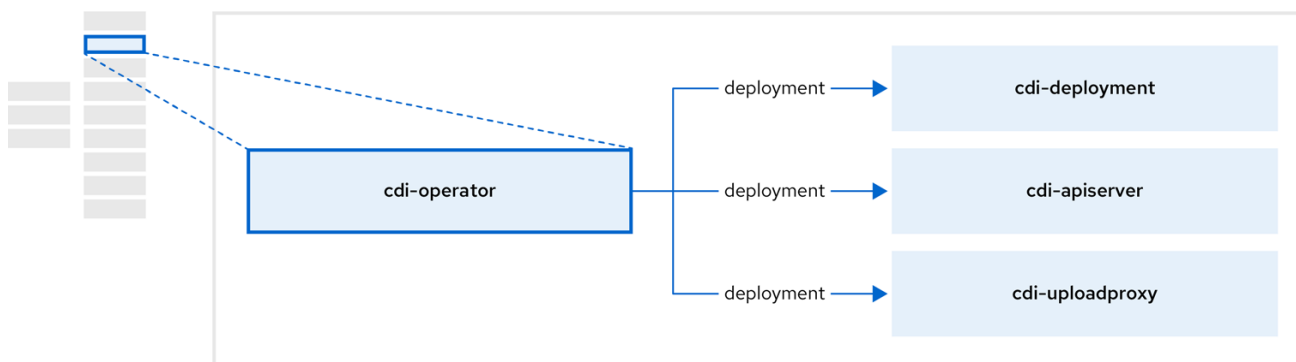 deployment
cdi-deployment
cdi-operator
deployment
cdi-apiserver
deployment
cdi-uploadproxy